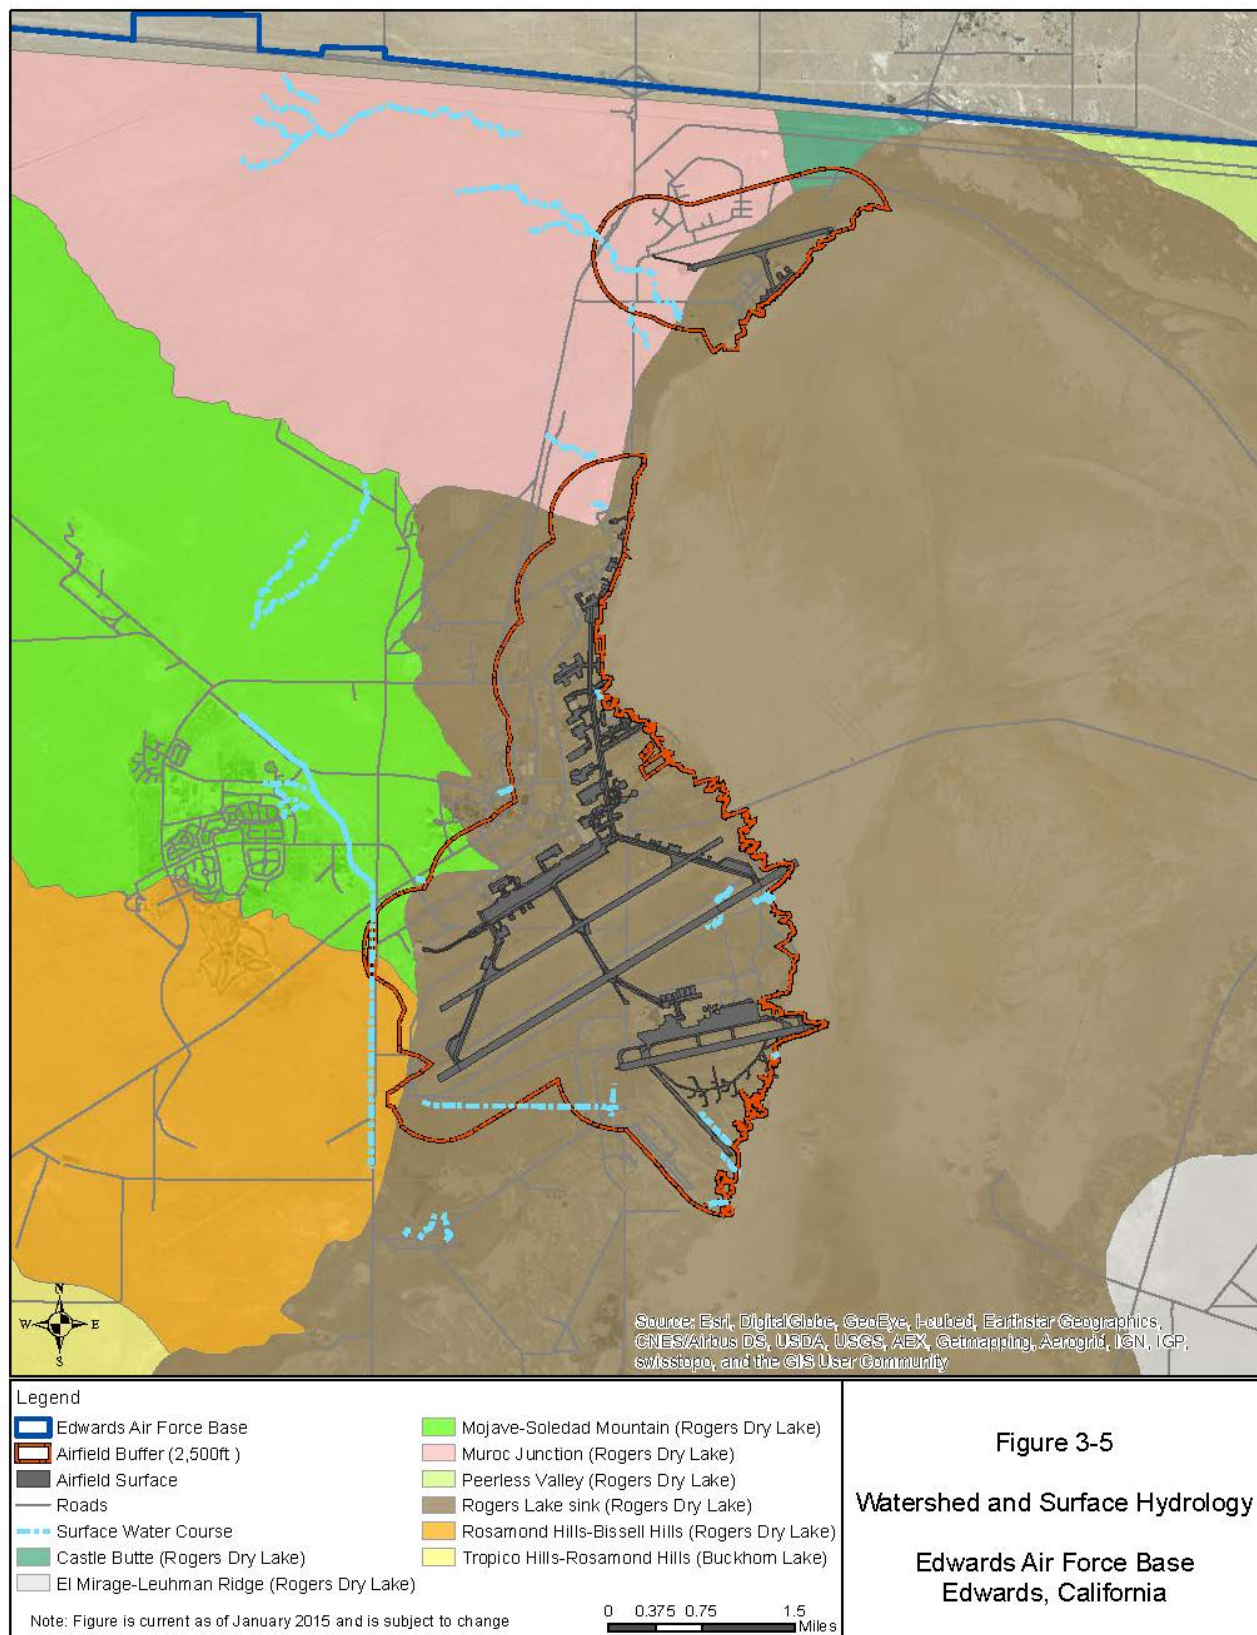 N
W E
S
Source: Esri, DigitalGlobe, GeoEye, i-cubed, Earthstar Geographics,
CNES/Airbus DS, USDA, USGS, AEX, Getmapping, Aerogrid, IGN, IGP,
swisstopo, and the GIS User Community
Legend
Edwards Air Force Base
Airfield Buffer (2,500ft )
Airfield Surface
Roads
Surface Water Course
Castle Butte (Rogers Dry Lake)
El Mirage-Leuhman Ridge (Rogers Dry Lake)
Mojave-Soledad Mountain (Rogers Dry Lake)
Muroc Junction (Rogers Dry Lake)
Peerless Valley (Rogers Dry Lake)
Rogers Lake sink (Rogers Dry Lake)
Rosamond Hills-Bissell Hills (Rogers Dry Lake)
Tropico Hills-Rosamond Hills (Buckhorn Lake)
Note: Figure is current as of January 2015 and is subject to change
0 0.375 0.75 1.5
Miles
Figure 3-5
Watershed and Surface Hydrology
Edwards Air Force Base
Edwards, California